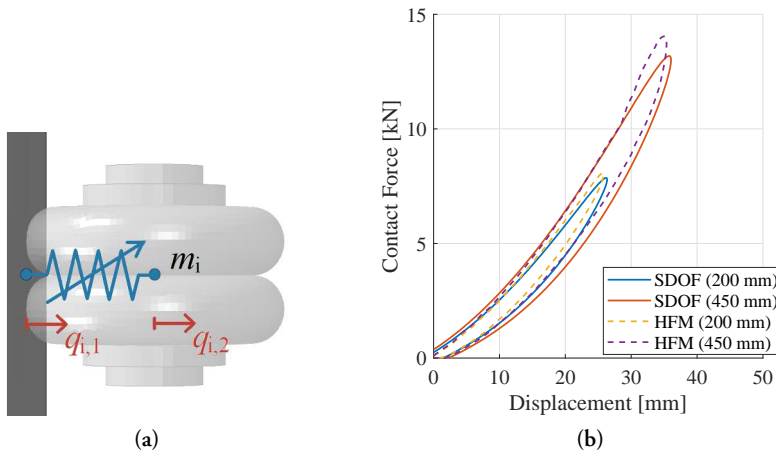 m_i
q_i,1
q_i,2
(a)
15
10
5
0
Contact Force [kN]
0
10
20
30
40
50
Displacement [mm]
SDOF (200 mm)
SDOF (450 mm)
HFM (200 mm)
HFM (450 mm)
(b)